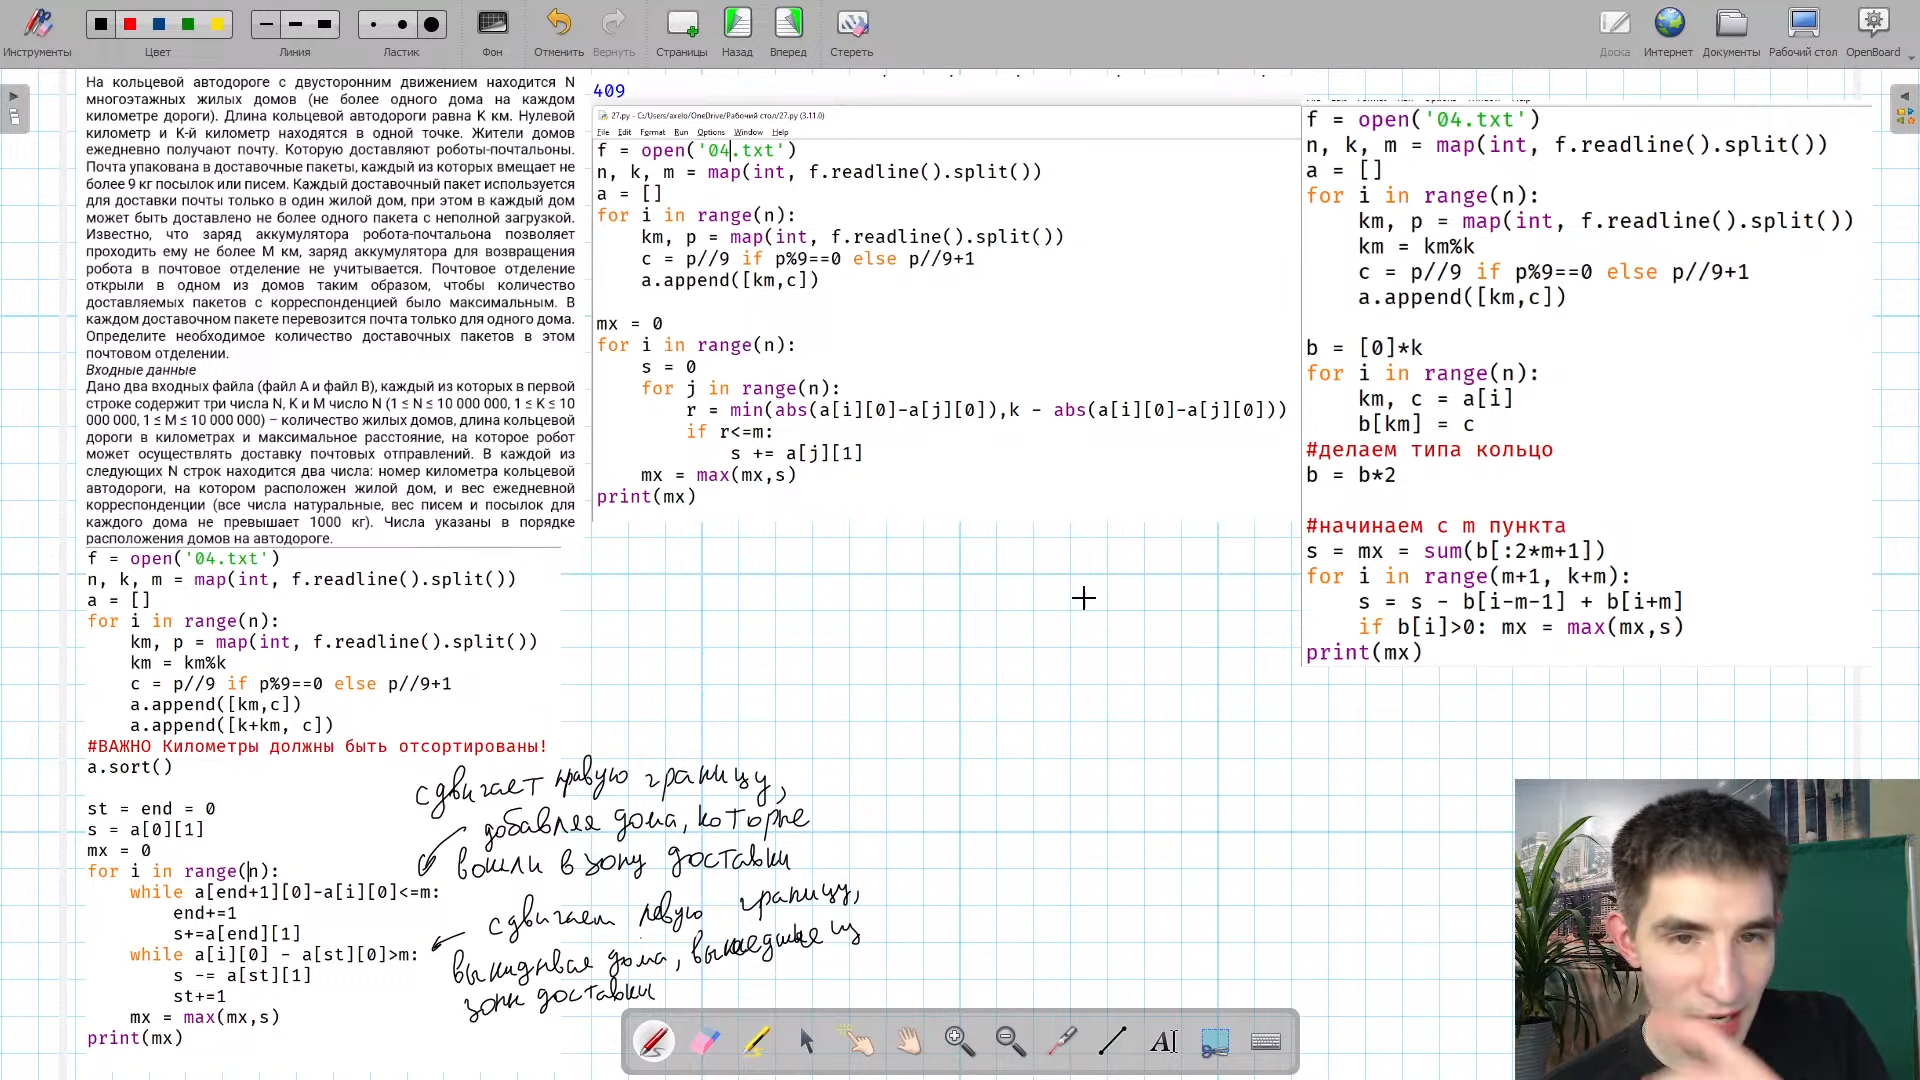 Инструменты
Цвет
Линия
Ластик
Фон
Отменить
Вернуть
Страницы
Назад
Вперед
Стереть
Доска
Интернет
Документы
Рабочий стол
OpenBoard
На кольцевой автодороге с двусторонним движением находится N
многоэтажных жилых домов (не более одного дома на каждом
километре дороги). Длина кольцевой автодороги равна K км. Нулевой
километр и K-й километр находятся в одной точке. Жители домов
ежедневно получают почту. Которую доставляют роботы-почтальоны.
Почта упакована в доставочные пакеты, каждый из которых вмещает не
более 9 кг посылок или писем. Каждый доставочный пакет используется
для доставки почты только в один жилой дом, при этом в каждый дом
может быть доставлено не более одного пакета с неполной загрузкой.
Известно, что заряд аккумулятора робота-почтальона позволяет
проходить ему не более M км, заряд аккумулятора для возвращения
робота в почтовое отделение не учитывается. Почтовое отделение
открыли в одном из домов таким образом, чтобы количество
доставляемых пакетов с корреспонденцией было максимальным. В
каждом доставочном пакете перевозится почта только для одного дома.
Определите необходимое количество доставочных пакетов в этом
почтовом отделении.
Входные данные
Дано два входных файла (файл A и файл B), каждый из которых в первой
строке содержит три числа N, K и M число N (1 ≤ N ≤ 10 000 000, 1 ≤ K ≤ 10
000 000, 1 ≤ M ≤ 10 000 000) – количество жилых домов, длина кольцевой
дороги в километрах и максимальное расстояние, на которое робот
может осуществлять доставку почтовых отправлений. В каждой из
следующих N строк находится два числа: номер километра кольцевой
автодороги, на котором расположен жилой дом, и вес ежедневной
корреспонденции (все числа натуральные, вес писем и посылок для
каждого дома не превышает 1000 кг). Числа указаны в порядке
расположения домов на автодороге.
f = open('04.txt')
n, k, m = map(int, f.readline().split())
a = []
for i in range(n):
    km, p = map(int, f.readline().split())
    km = km%k
    c = p//9 if p%9==0 else p//9+1
    a.append([km,c])
    a.append([k+km, c])
#ВАЖНО Километры должны быть отсортированы!
a.sort()
st = end = 0
s = a[0][1]
mx = 0
for i in range(n):
    while a[end+1][0]-a[i][0]<=m:
        end+=1
        s+=a[end][1]
    while a[i][0] - a[st][0]>m:
        s -= a[st][1]
        st+=1
    mx = max(mx,s)
print(mx)
сдвигает правую границу,
добавляя дома, которые
вошли в зону доставки
сдвигаем левую границу,
выкидывая дома, вышедшие из
зоны доставки
409
27.py - C:/Users/axelo/OneDrive/Рабочий стол/27.py (3.11.0)
File Edit Format Run Options Window Help
f = open('04.txt')
n, k, m = map(int, f.readline().split())
a = []
for i in range(n):
    km, p = map(int, f.readline().split())
    c = p//9 if p%9==0 else p//9+1
    a.append([km,c])
mx = 0
for i in range(n):
    s = 0
    for j in range(n):
        r = min(abs(a[i][0]-a[j][0]),k - abs(a[i][0]-a[j][0]))
        if r<=m:
            s += a[j][1]
    mx = max(mx,s)
print(mx)
f = open('04.txt')
n, k, m = map(int, f.readline().split())
a = []
for i in range(n):
    km, p = map(int, f.readline().split())
    km = km%k
    c = p//9 if p%9==0 else p//9+1
    a.append([km,c])
b = [0]*k
for i in range(n):
    km, c = a[i]
    b[km] = c
#делаем типа кольцо
b = b*2
#начинаем с m пункта
s = mx = sum(b[:2*m+1])
for i in range(m+1, k+m):
    s = s - b[i-m-1] + b[i+m]
    if b[i]>0: mx = max(mx,s)
print(mx)